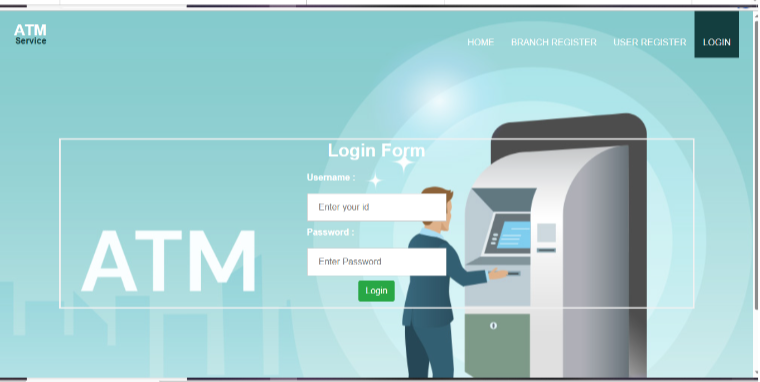 ATM
Service
HOME BRANCH REGISTER USER REGISTER LOGIN
Login Form
Username :
Enter your id
Password :
Enter Password
Login
ATM